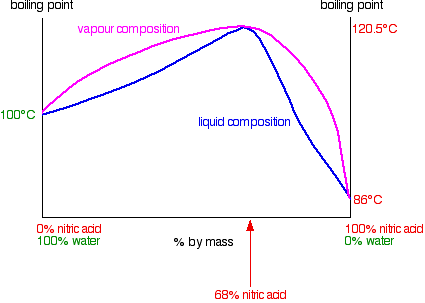 boiling point
boiling point
vapour composition
120.5°C
100°C
liquid composition
86°C
0% nitric acid
100% water
% by mass
100% nitric acid
0% water
68% nitric acid